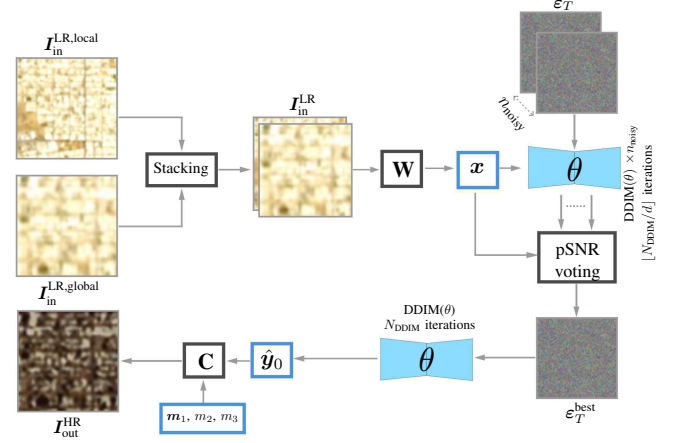 ε_T
I_in^{LR,local}
n_noisy
I_in^{LR}
Stacking
W
x
θ
DDIM(θ) × n_noisy
⌊N_DDIM/d⌋ iterations
......
pSNR
voting
I_in^{LR,global}
DDIM(θ)
N_DDIM iterations
C
ŷ_0
θ
m_1, m_2, m_3
I_out^{HR}
ε_T^{best}